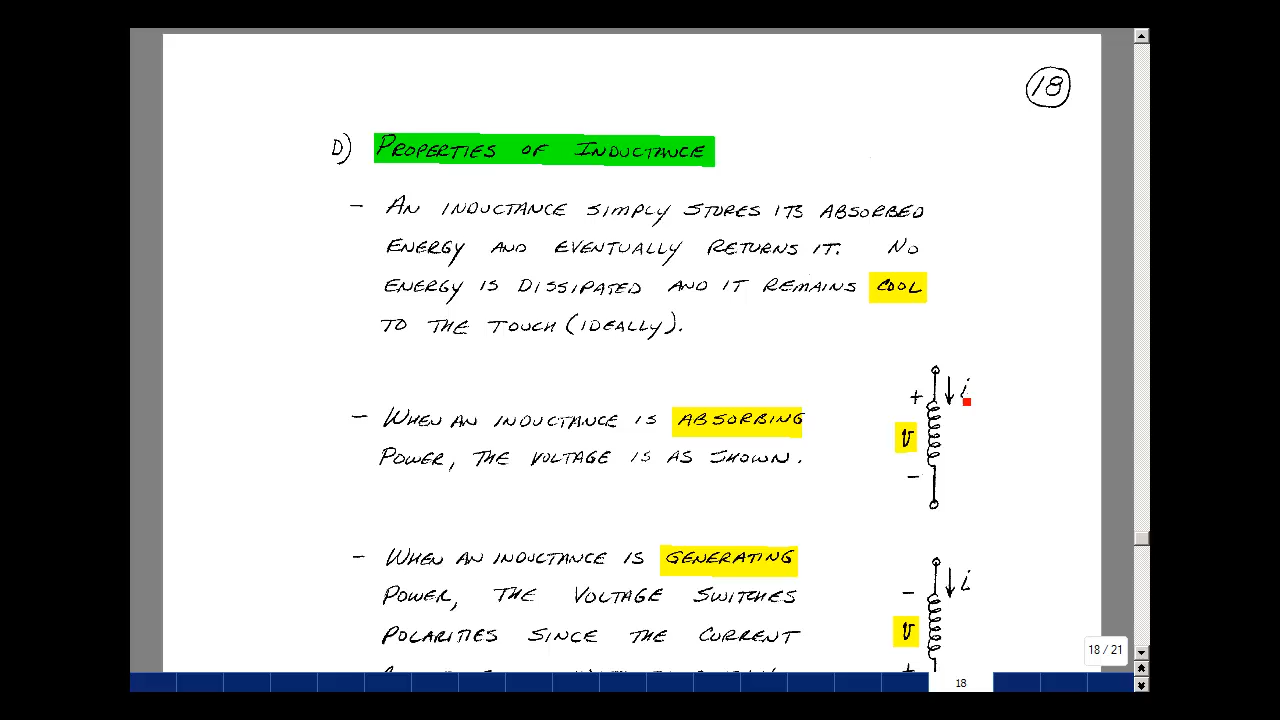 18
D) PROPERTIES OF INDUCTANCE
- AN INDUCTANCE SIMPLY STORES ITS ABSORBED
ENERGY AND EVENTUALLY RETURNS IT. NO
ENERGY IS DISSIPATED AND IT REMAINS COOL
TO THE TOUCH (IDEALLY).
+ i
- WHEN AN INDUCTANCE IS ABSORBING
POWER, THE VOLTAGE IS AS SHOWN.
V
-
- WHEN AN INDUCTANCE IS GENERATING
POWER, THE VOLTAGE SWITCHES
POLARITIES SINCE THE CURRENT
- i
V
+
18 / 21
18